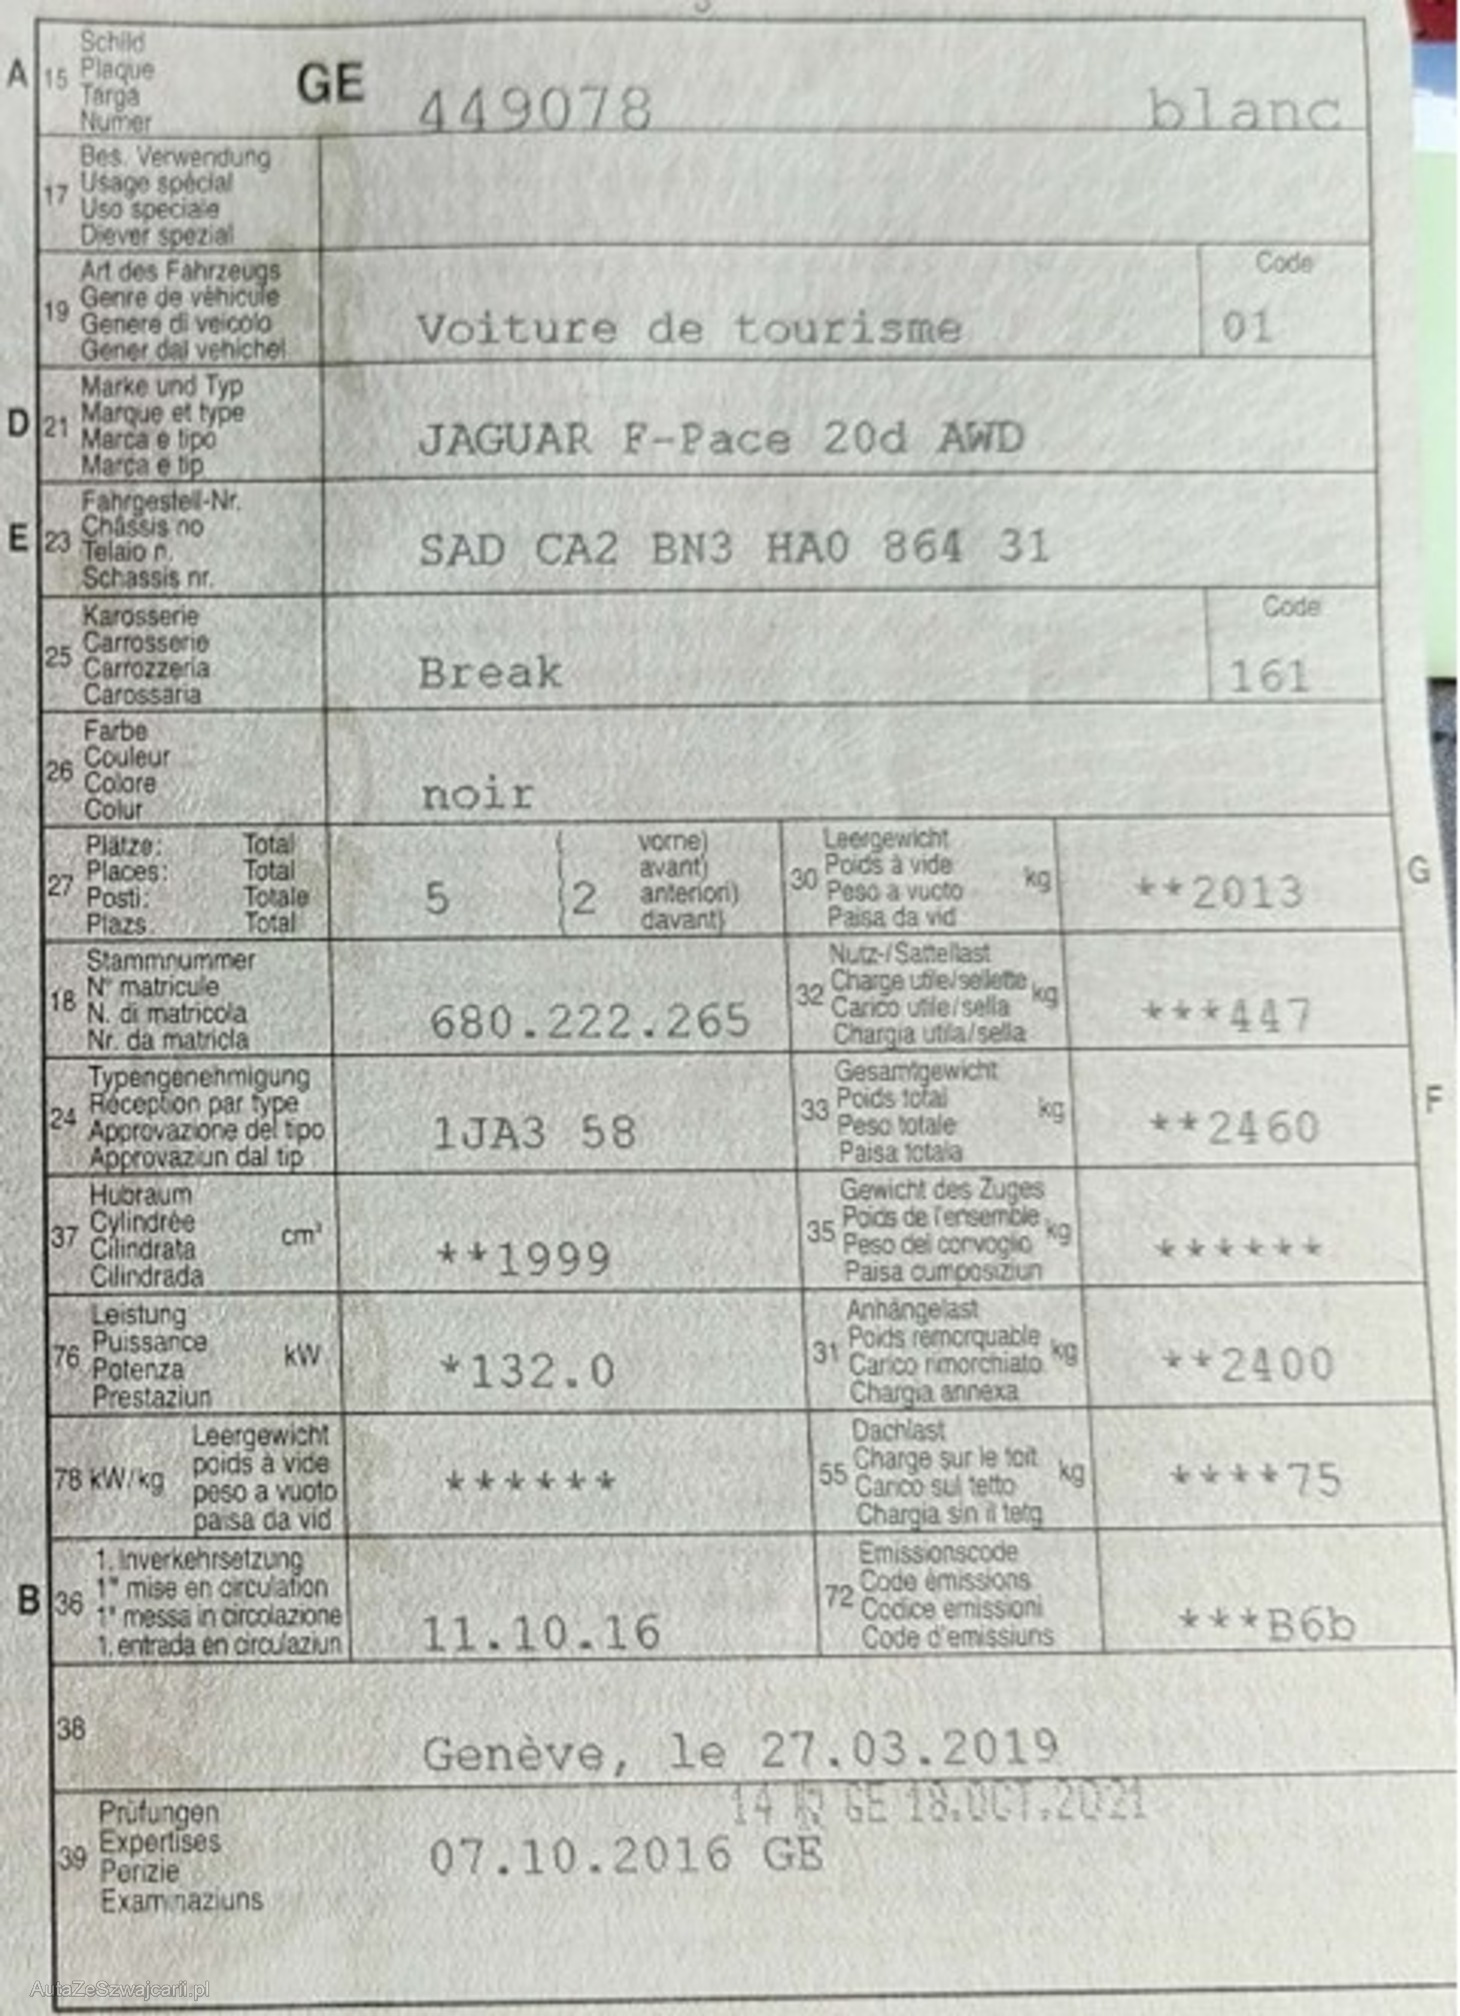 A 15 Schild
Plaque
Targa
Numer
GE 449078 blanc
17 Bes. Verwendung
Usage spécial
Uso speciale
Diever spezial
19 Art des Fahrzeugs
Genre de véhicule
Genere di veicolo
Gener dal vehichel
Voiture de tourisme
Code
01
D 21 Marke und Typ
Marque et type
Marca e tipo
Marca e tip
JAGUAR F-Pace 20d AWD
E 23 Fahrgestell-Nr.
Châssis no
Telaio n.
Schassis nr.
SAD CA2 BN3 HA0 864 31
25 Karosserie
Carrosserie
Carrozzeria
Carossaria
Break
Code
161
26 Farbe
Couleur
Colore
Colur
noir
27 Plätze: Total
Places: Total
Posti: Totale
Plazs: Total
5
( vorne)
( avant)
2 anteriori)
( davant)
30 Leergewicht
Poids à vide
Peso a vuoto
Paisa da vid
kg
**2013
G
18 Stammnummer
N° matricule
N. di matricola
Nr. da matricla
680.222.265
32 Nutz-/Sattellast
Charge utile/sellette
Carico utile/sella
Chargia utila/sella
kg
***447
24 Typengenehmigung
Réception par type
Approvazione del tipo
Approvaziun dal tip
1JA3 58
33 Gesamtgewicht
Poids total
Peso totale
Paisa totala
kg
**2460
F
37 Hubraum
Cylindrée
Cilindrata
Cilindrada
cm³
**1999
35 Gewicht des Zuges
Poids de l'ensemble
Peso del convoglio
Paisa cumposiziun
kg
******
76 Leistung
Puissance
Potenza
Prestaziun
kW
*132.0
31 Anhängelast
Poids remorquable
Carico rimorchiato
Chargia annexa
kg
**2400
78 kW/kg
Leergewicht
poids à vide
peso a vuoto
paisa da vid
******
55 Dachlast
Charge sur le toit
Carico sul tetto
Chargia sin il tetg
kg
****75
B 36 1. Inverkehrsetzung
1re mise en circulation
1a messa in circolazione
1. entrada en circulaziun
11.10.16
72 Emissionscode
Code émissions
Codice emissioni
Code d'emissiuns
***B6b
38
Genève, le 27.03.2019
14 GE 18.OCT.2021
39 Prüfungen
Expertises
Perizie
Examinaziuns
07.10.2016 GE
AutaZeSzwajcarii.pl